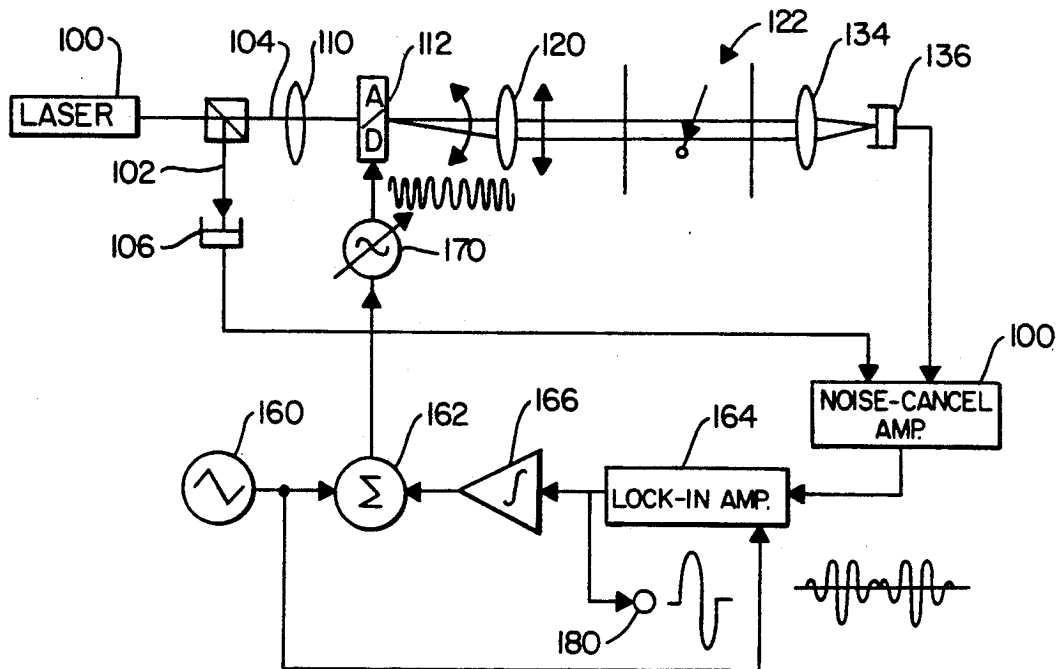 100
104
110
112
120
122
134
136
LASER
A
D
102
106
170
100
NOISE-CANCEL
AMP.
160
162
166
164
Σ
∫
LOCK-IN AMP.
180